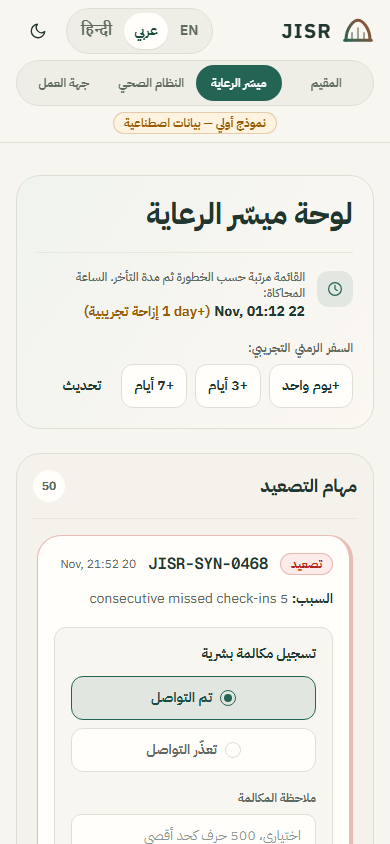 JISR
EN
عربي
हिन्दी
المقيم
ميسّر الرعاية
النظام الصحي
جهة العمل
نموذج أولي — بيانات اصطناعية
لوحة ميسّر الرعاية
القائمة مرتبة حسب الخطورة ثم مدة التأخر. الساعة
المحاكاة:
22 Nov, 01:12 (+1 day إزاحة تجريبية)
السفر الزمني التجريبي:
+يوم واحد
+3 أيام
+7 أيام
تحديث
مهام التصعيد
50
تصعيد
JISR-SYN-0468
20 Nov, 21:52
السبب: 5 consecutive missed check-ins
تسجيل مكالمة بشرية
تم التواصل
تعذّر التواصل
ملاحظة المكالمة
اختياري، 500 حرف كحد أقصى